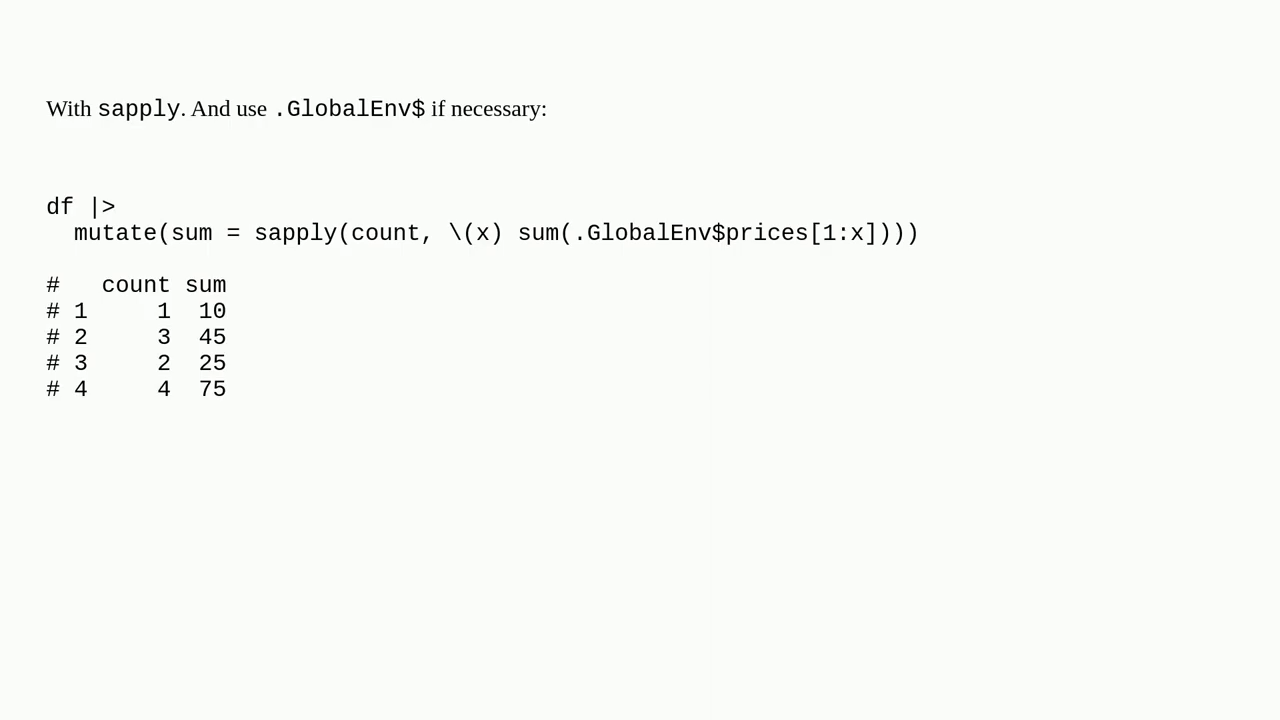 With sapply. And use .GlobalEnv$ if necessary:
df |>
  mutate(sum = sapply(count, \(x) sum(.GlobalEnv$prices[1:x])))
#   count sum
# 1     1  10
# 2     3  45
# 3     2  25
# 4     4  75